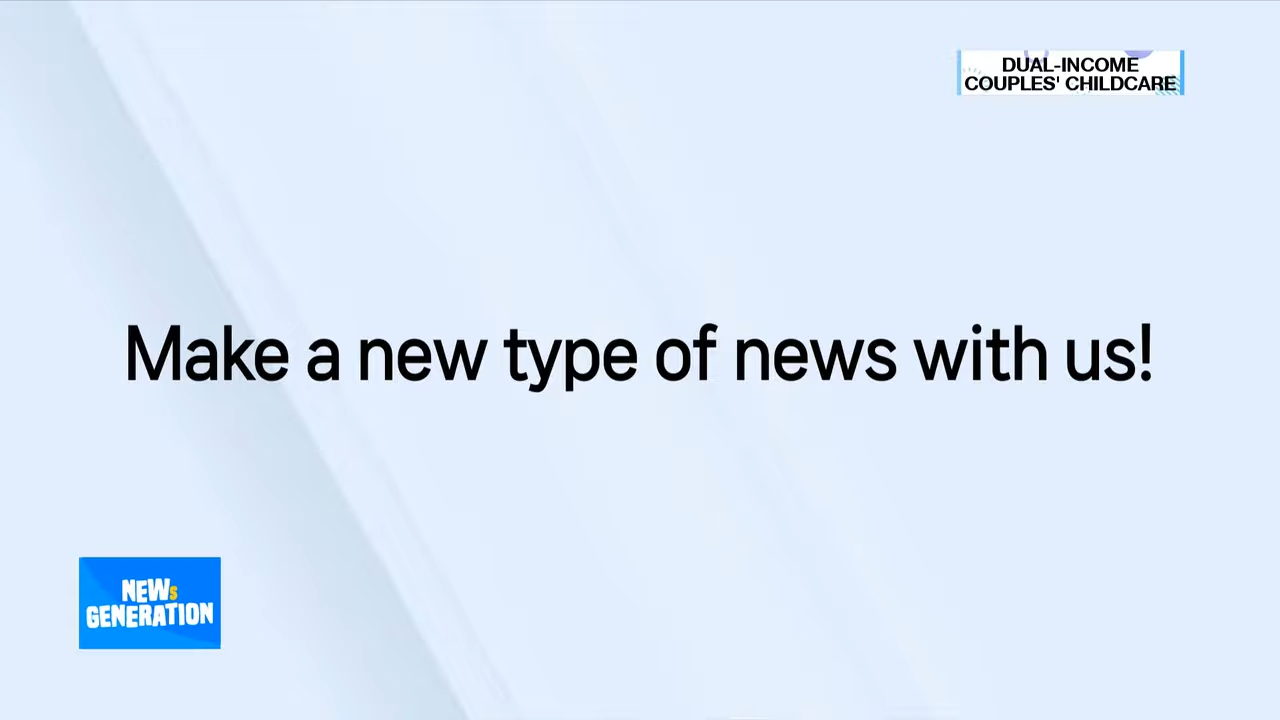 DUAL-INCOME
COUPLES' CHILDCARE
Make a new type of news with us!
NEWs
GENERATION